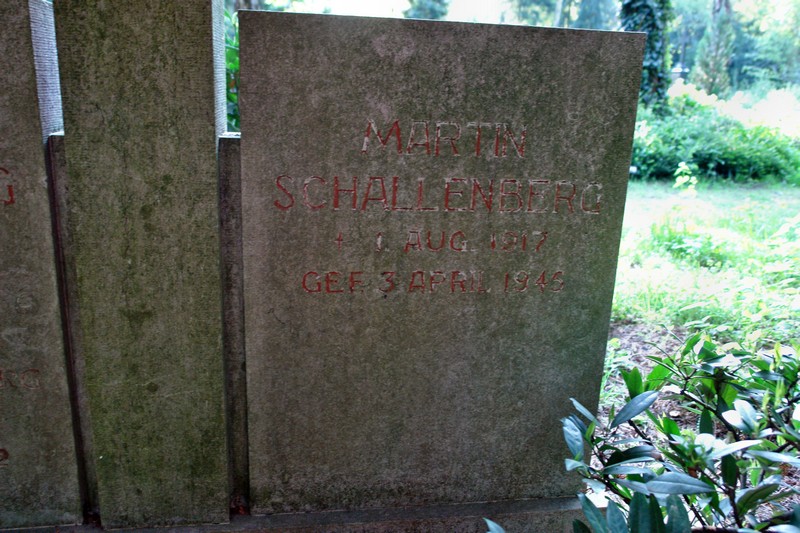 MARTIN
SCHALLENBERG
* 1 AUG 1917
GEF. 3 APRIL 1945